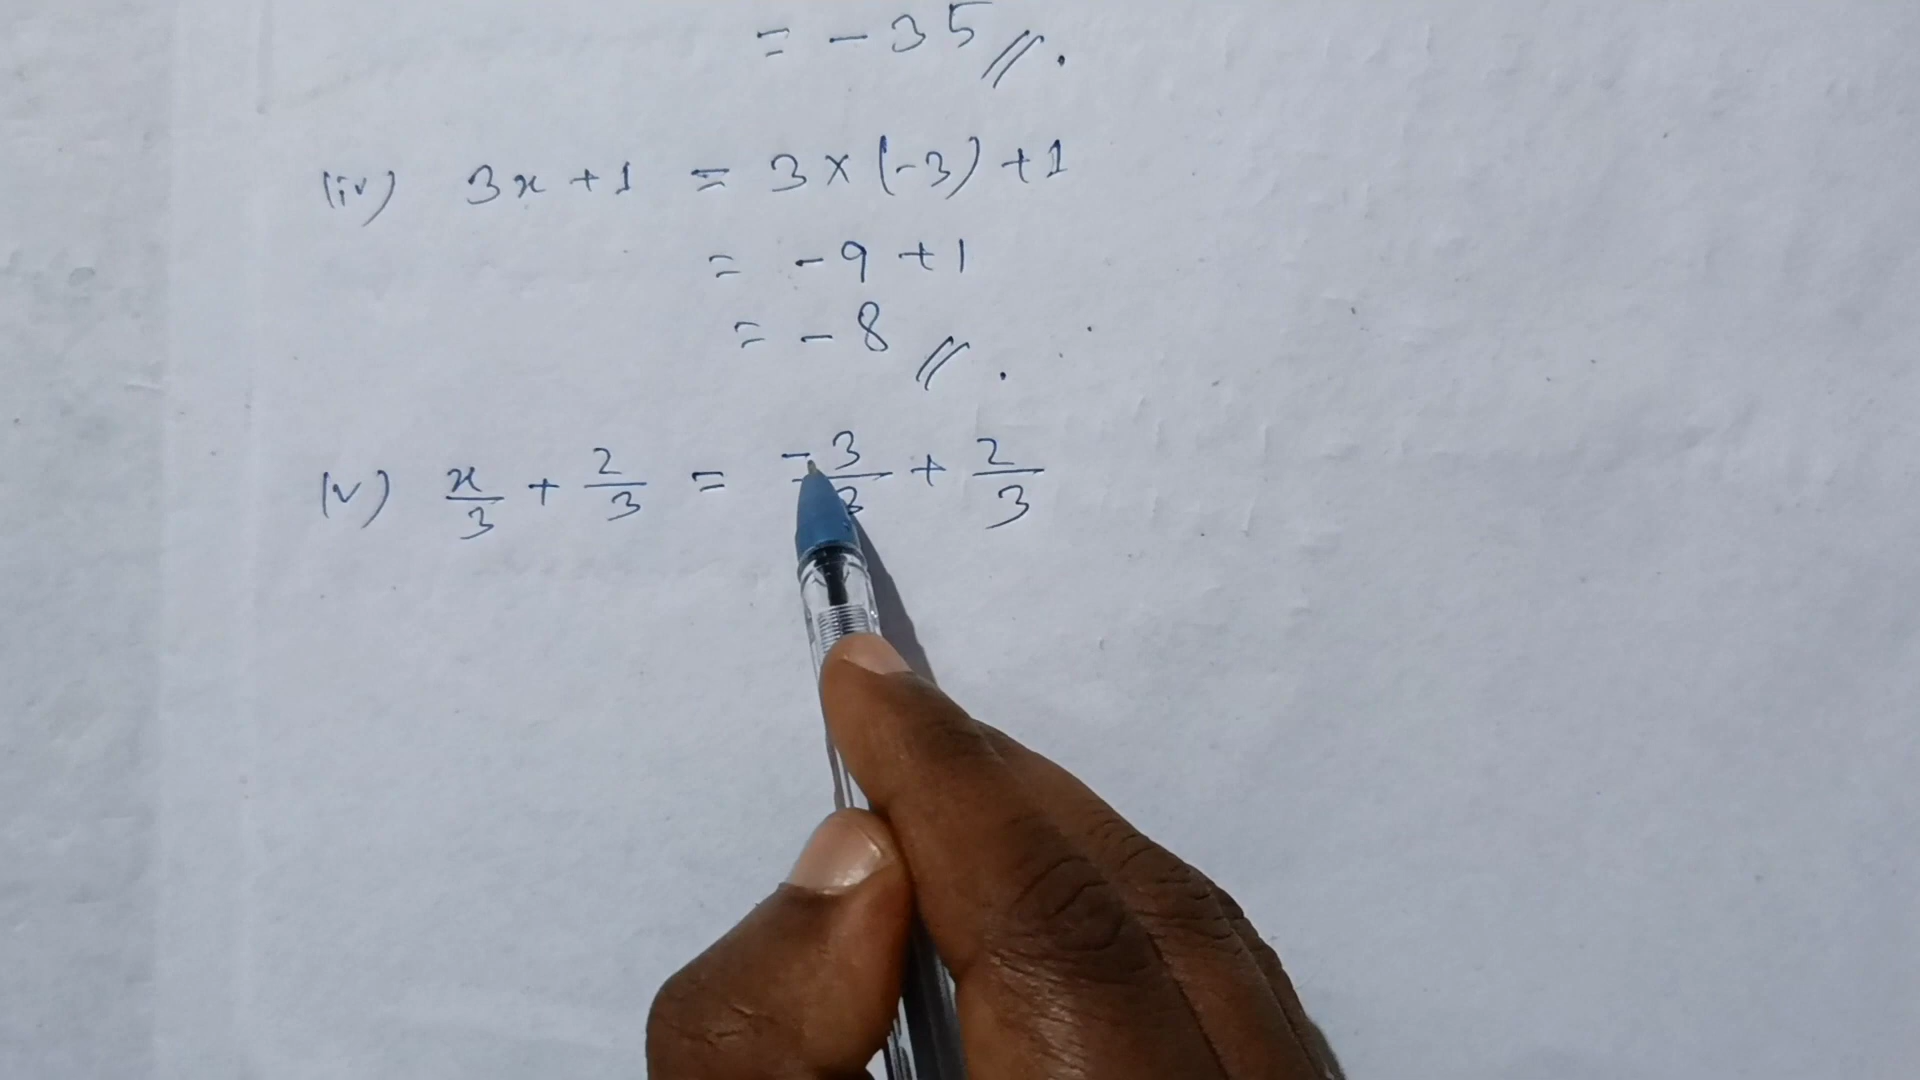 = -35 //.
(iv) 3x + 1 = 3 × (-3) + 1
= -9 + 1
= -8 //.
(v) x/3 + 2/3 = -3/3 + 2/3